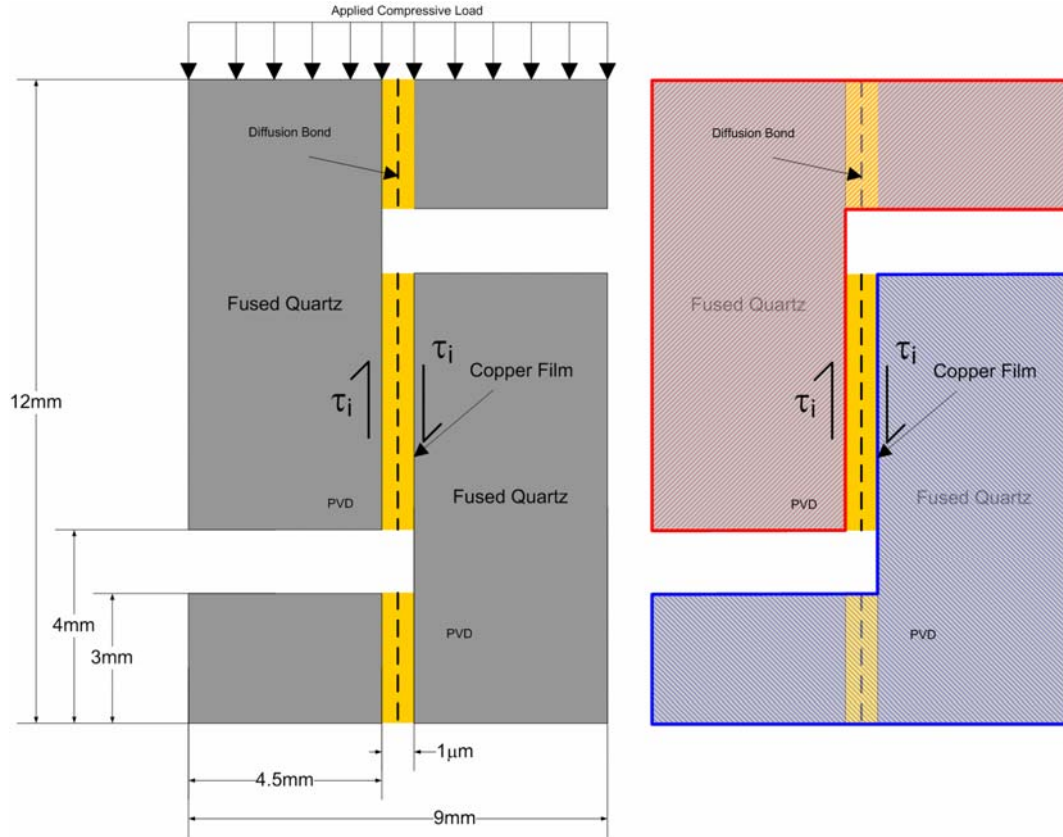 Applied Compressive Load
Diffusion Bond
Fused Quartz
τi
τi
Copper Film
Fused Quartz
PVD
PVD
12mm
4mm
3mm
1μm
4.5mm
9mm
Diffusion Bond
Fused Quartz
τi
τi
Copper Film
Fused Quartz
PVD
PVD